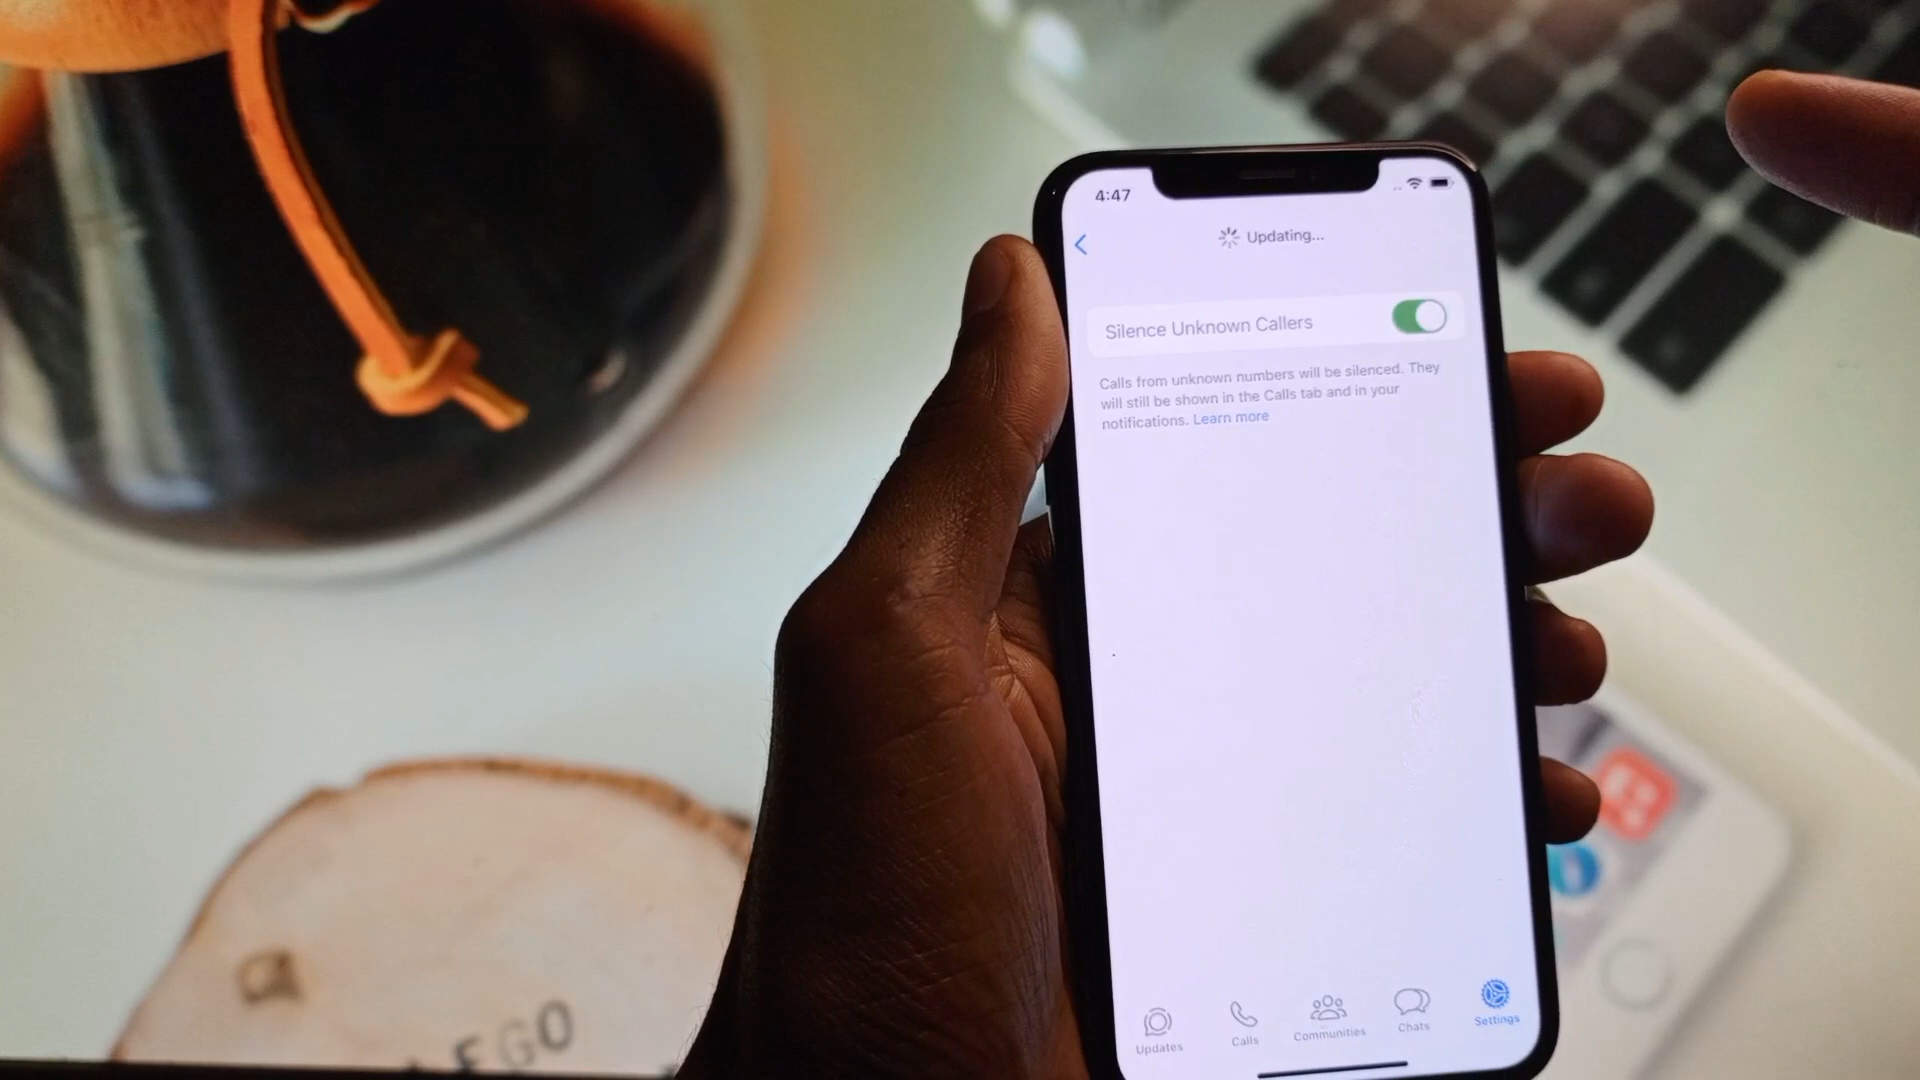 4:47
Updating...
Silence Unknown Callers
Calls from unknown numbers will be silenced. They
will still be shown in the Calls tab and in your
notifications. Learn more
Updates
Calls
Communities
Chats
Settings